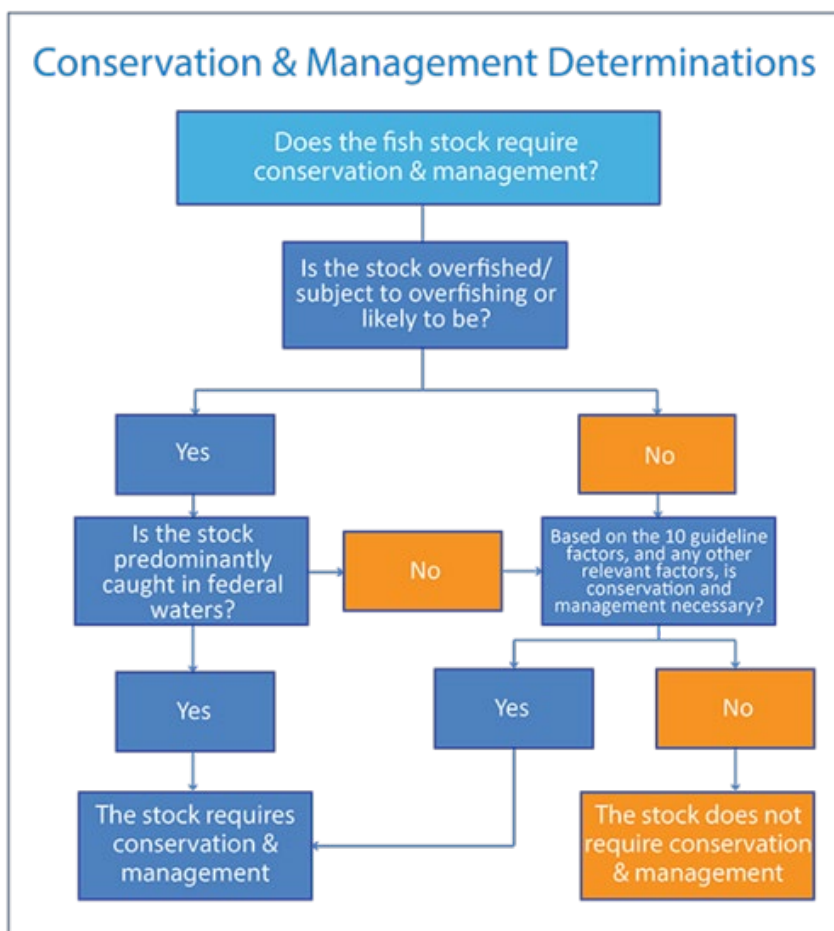 Conservation & Management Determinations
Does the fish stock require
conservation & management?
Is the stock overfished/
subject to overfishing or
likely to be?
Yes
No
Is the stock
predominantly
caught in federal
waters?
No
Based on the 10 guideline
factors, and any other
relevant factors, is
conservation and
management necessary?
Yes
Yes
No
The stock requires
conservation &
management
The stock does not
require conservation
& management